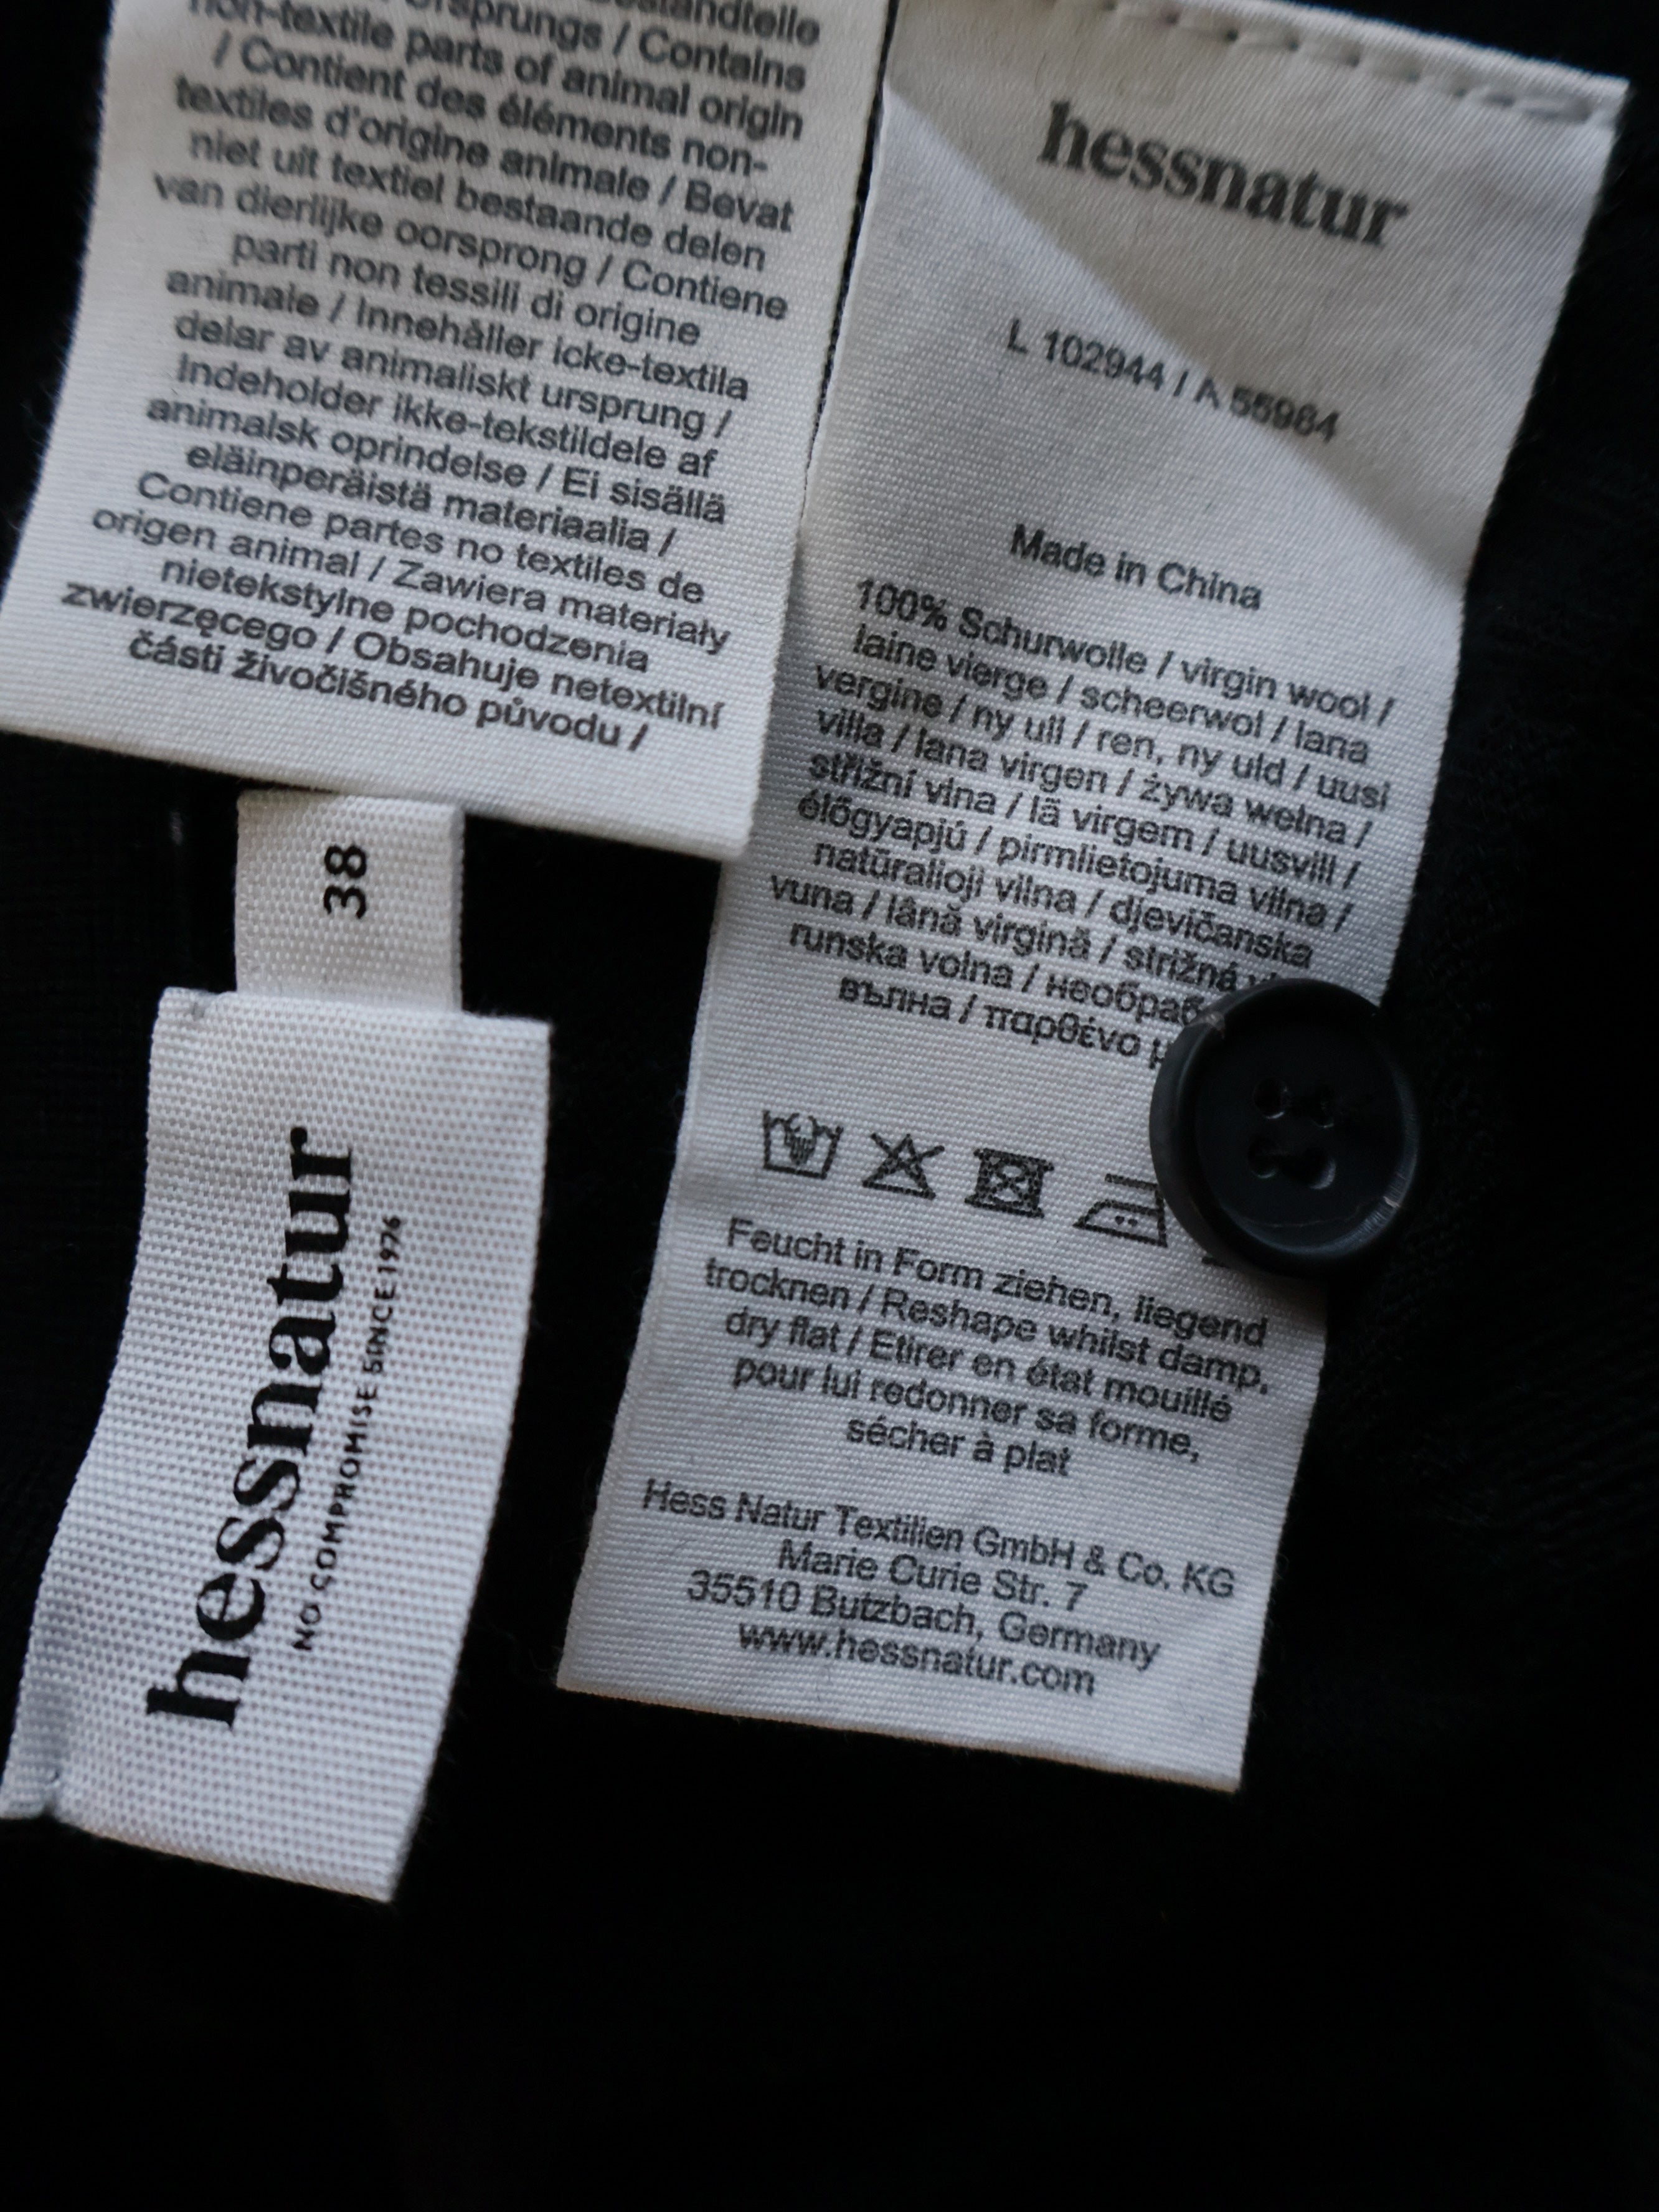 sprungs / Contains
non-textile parts of animal origin
/ Contient des éléments non-
textiles d'origine animale / Bevat
niet uit textiel bestaande delen
van dierlijke oorsprong / Contiene
parti non tessili di origine
animale / Innehåller icke-textila
delar av animaliskt ursprung /
Indeholder ikke-tekstildele af
animalsk oprindelse / Ei sisällä
eläinperäistä materiaalia /
Contiene partes no textiles de
origen animal / Zawiera materiały
nietekstylne pochodzenia
zwierzęcego / Obsahuje netextilní
části živočišného původu /
38
hessnatur
NO COMPROMISE SINCE 1976
hessnatur
L 102944 / A 55984
Made in China
100% Schurwolle / virgin wool /
laine vierge / scheerwol / lana
vergine / ny ull / ren, ny uld / uusi
villa / lana virgen / żywa wełna /
střižní vlna / lã virgem / uusvill /
élőgyapjú / pirmlietojuma vilna /
natūralioji vilna / djevičanska
vuna / lână virgină / strižná
runska volna / необраб
вълна / παρθένο
Feucht in Form ziehen, liegend
trocknen / Reshape whilst damp,
dry flat / Etirer en état mouillé
pour lui redonner sa forme,
sécher à plat
Hess Natur Textilien GmbH & Co. KG
Marie Curie Str. 7
35510 Butzbach, Germany
www.hessnatur.com